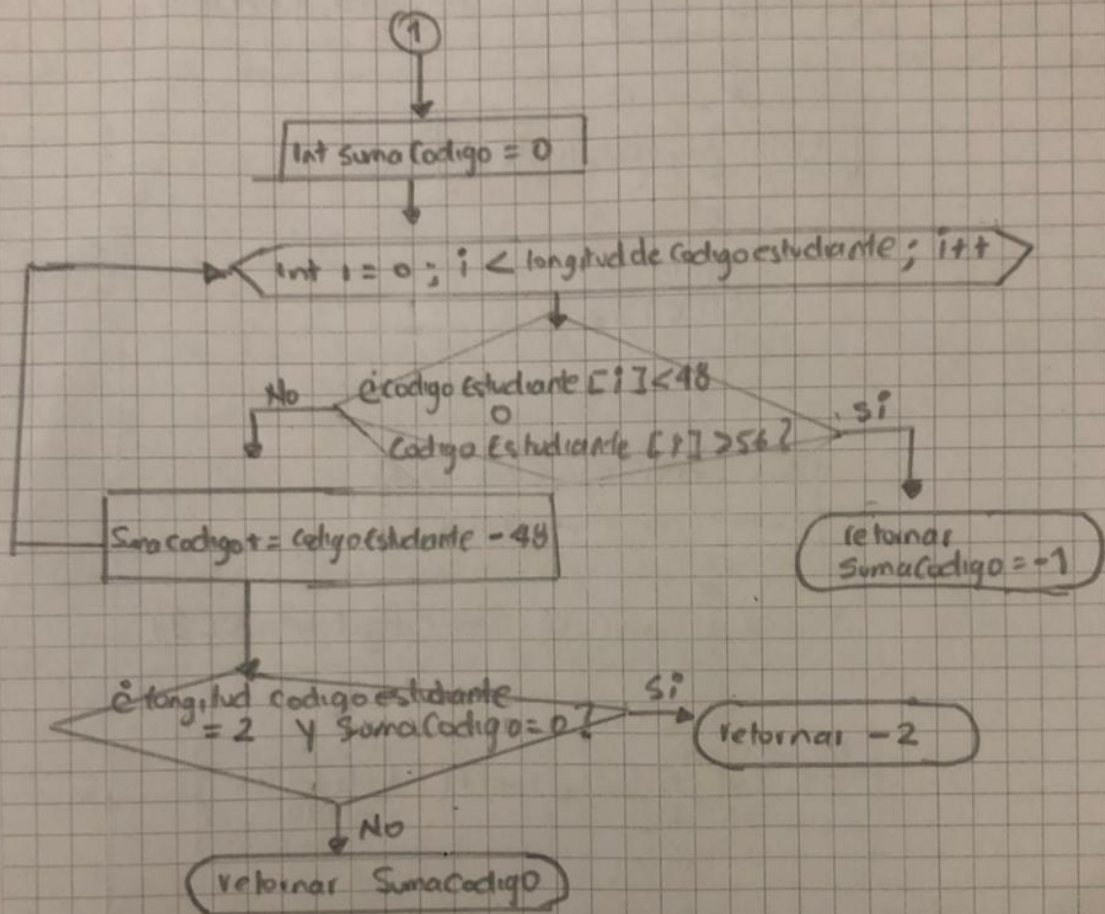 1
Int sumaCodigo = 0
int i = 0 ; i < longitud de Codigoestudiante ; i++
No
¿codigo Estudiante [i] < 48
O
Codigo Estudiante [i] > 56?
si
Sumacodigo += codigoEstudiante - 48
retornar
sumaCodigo = -1
¿longitud codigoestudiante
= 2 y SumaCodigo = 0?
si
retornar -2
No
retornar SumaCodigo